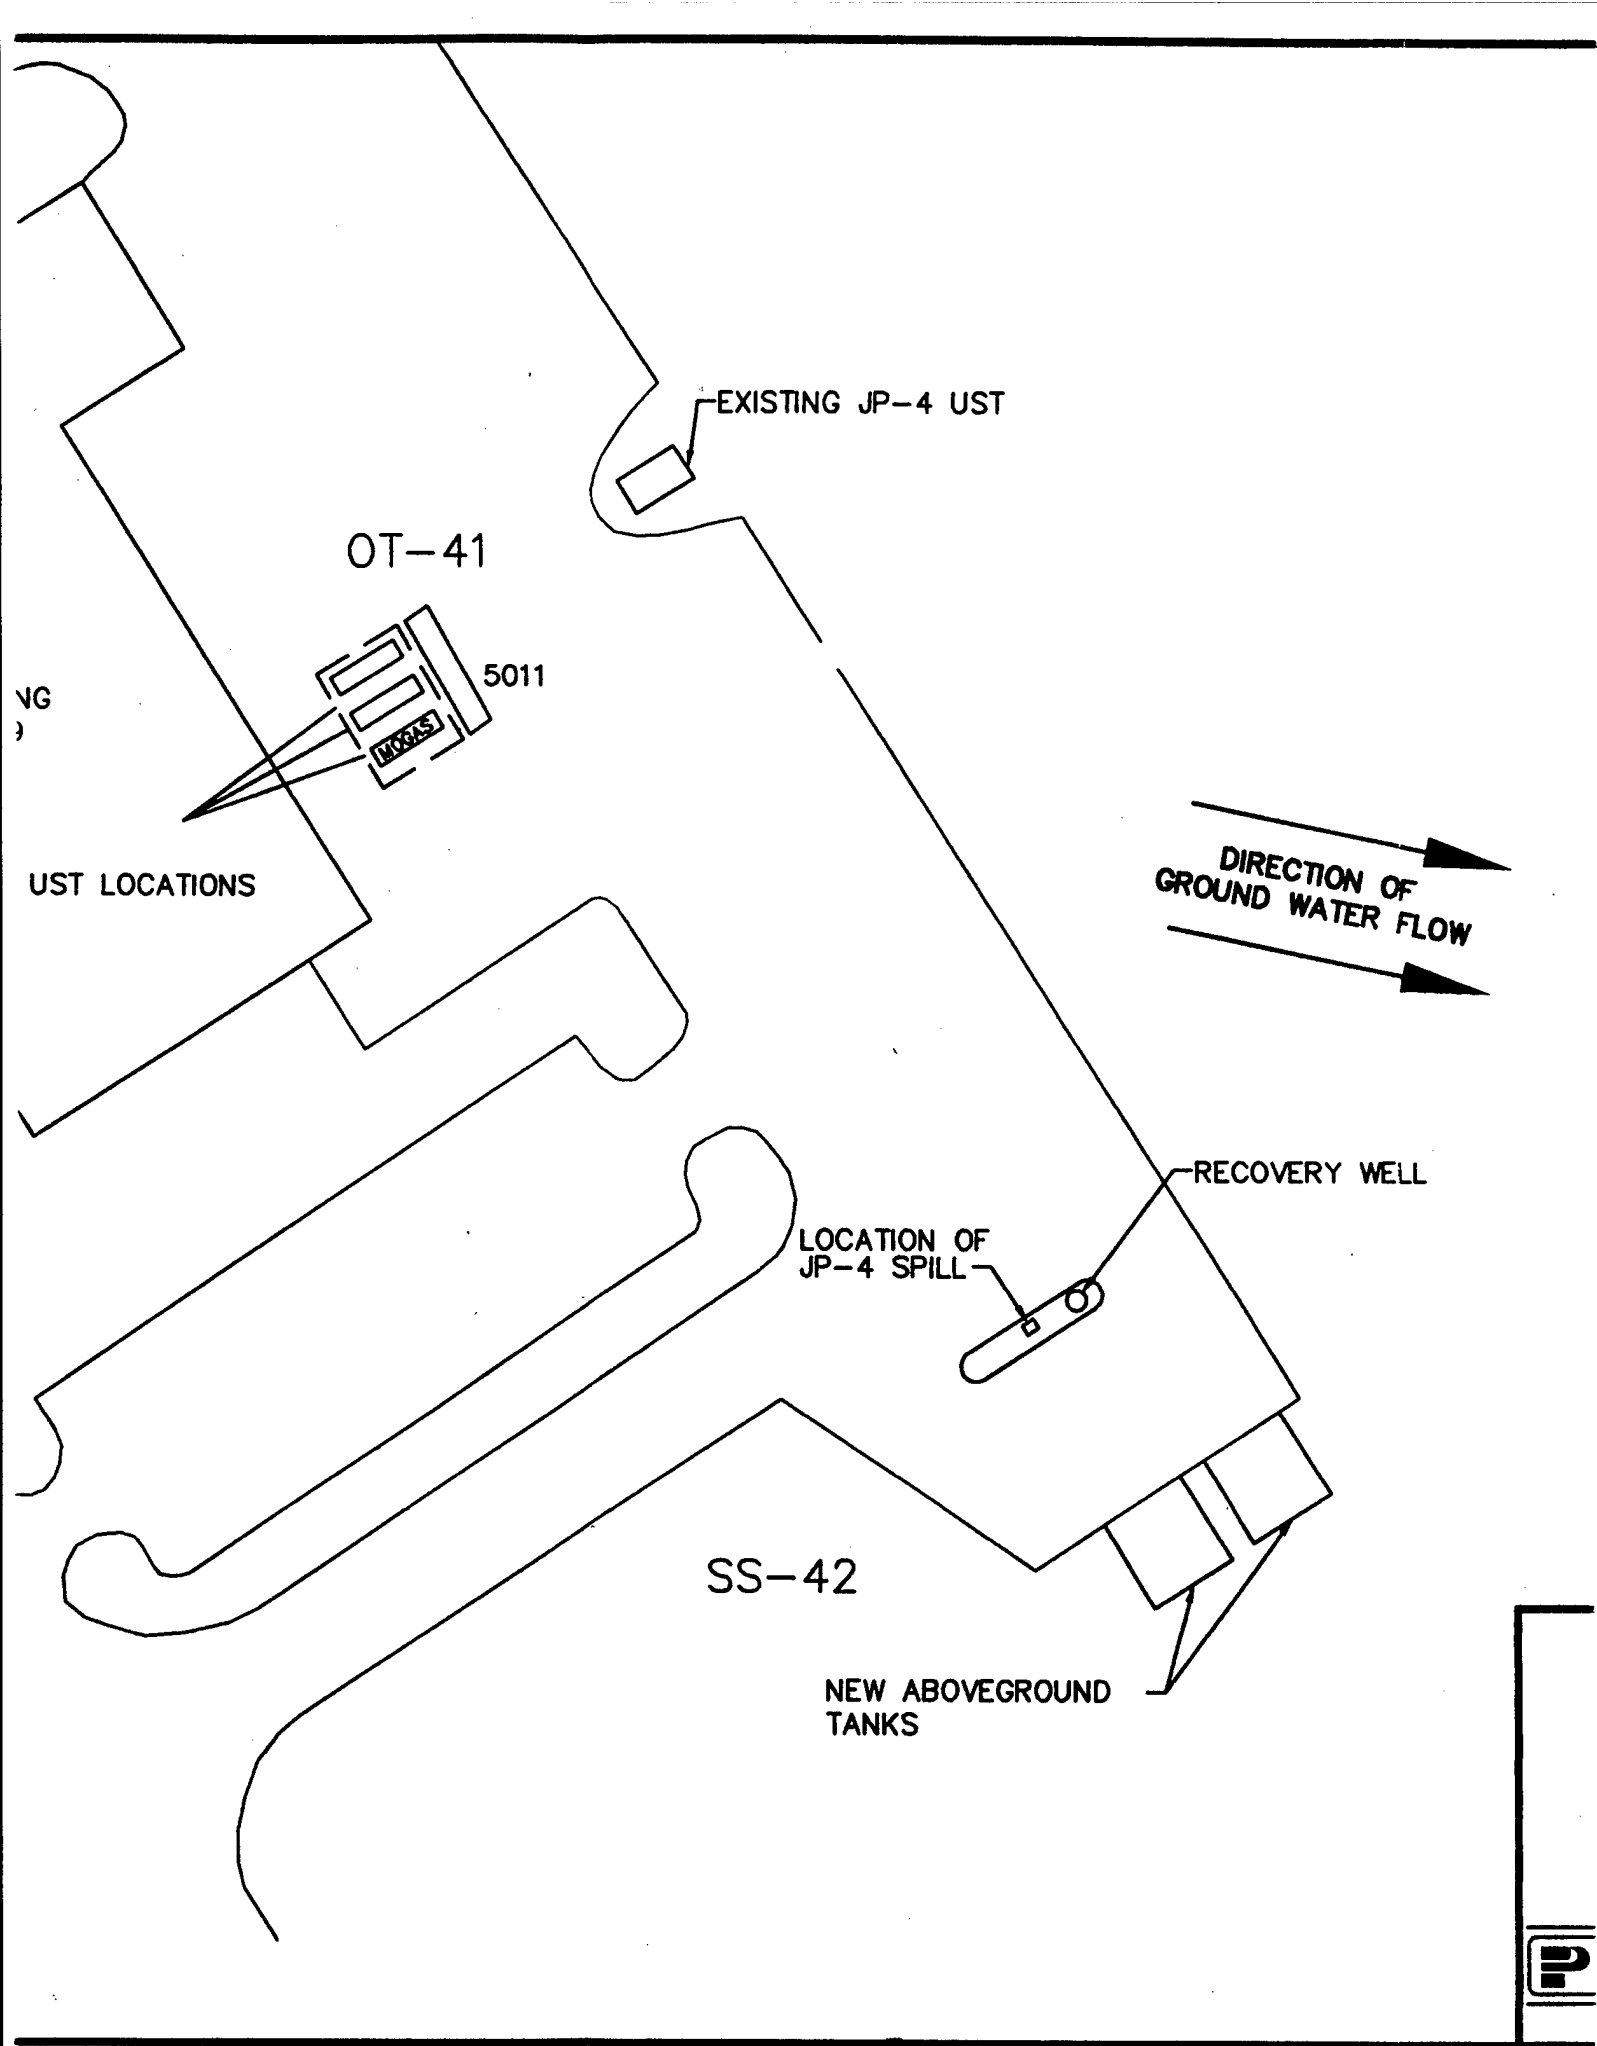 EXISTING JP-4 UST
OT-41
5011
MOGAS
UST LOCATIONS
DIRECTION OF
GROUND WATER FLOW
RECOVERY WELL
LOCATION OF
JP-4 SPILL
SS-42
NEW ABOVEGROUND
TANKS